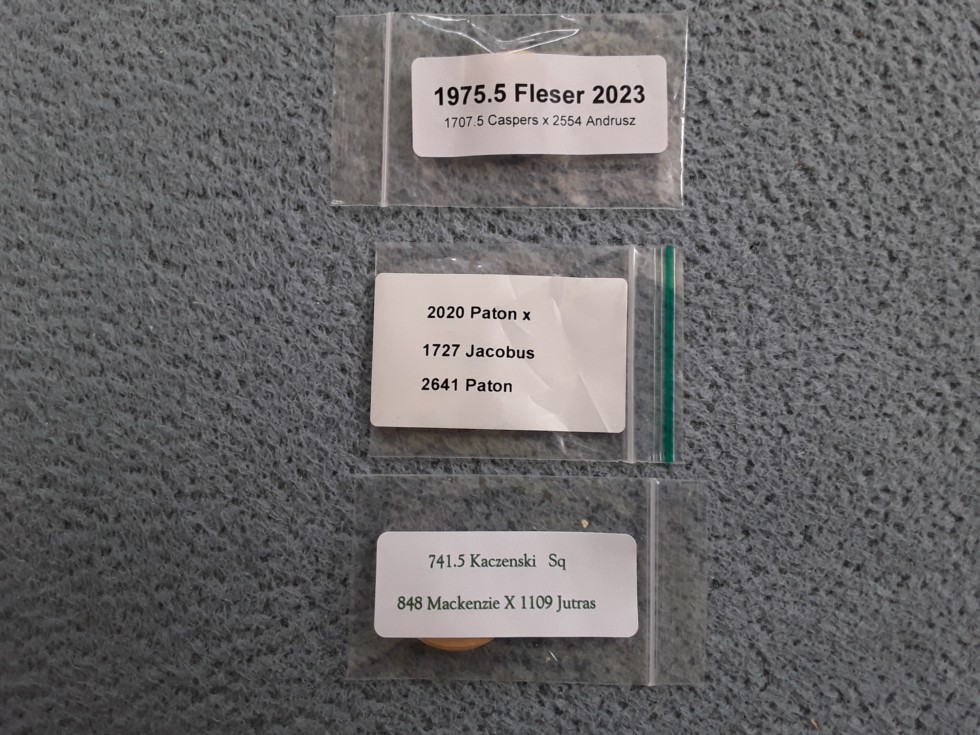 1975.5 Fleser 2023
1707.5 Caspers x 2554 Andrusz
2020 Paton x
1727 Jacobus
2641 Paton
741.5 Kaczenski Sq
848 Mackenzie X 1109 Jutras